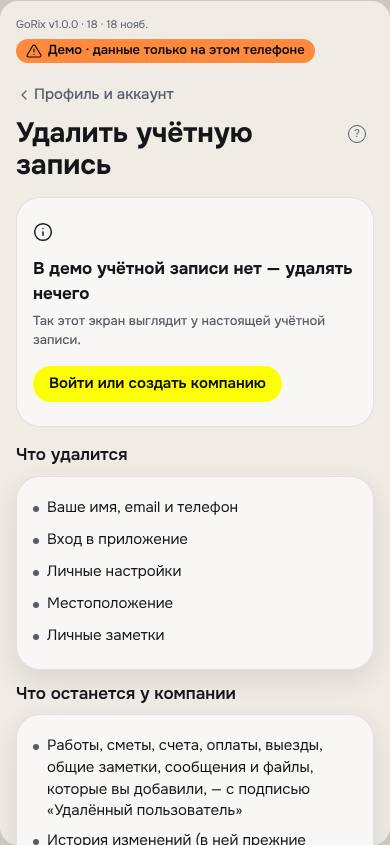 GoRix v1.0.0 · 18 · 18 нояб.
Демо · данные только на этом телефоне
Профиль и аккаунт
Удалить учётную
запись
?
В демо учётной записи нет — удалять
нечего
Так этот экран выглядит у настоящей учётной
записи.
Войти или создать компанию
Что удалится
Ваше имя, email и телефон
Вход в приложение
Личные настройки
Местоположение
Личные заметки
Что останется у компании
Работы, сметы, счета, оплаты, выезды,
общие заметки, сообщения и файлы,
которые вы добавили, — с подписью
«Удалённый пользователь»
История изменений (в ней прежние